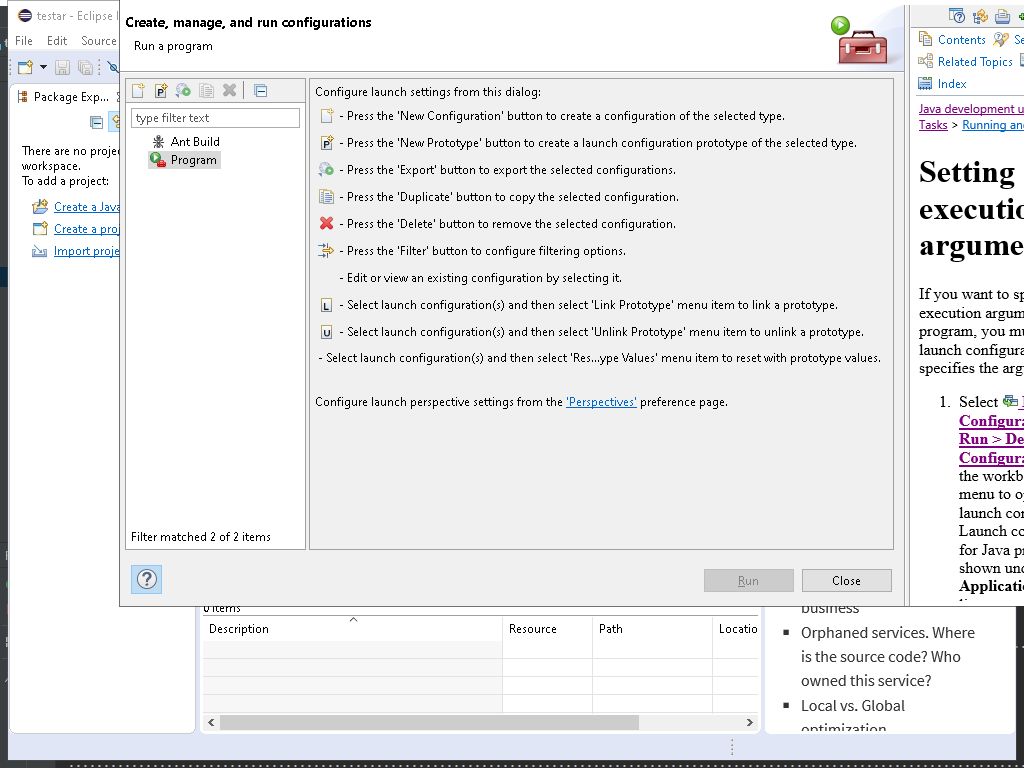 testar - Eclipse I
File Edit Source
Package Exp...
There are no proje
workspace.
To add a project:
Create a Java
Create a proj
Import proje
Create, manage, and run configurations
Run a program
type filter text
Ant Build
Program
Filter matched 2 of 2 items
Configure launch settings from this dialog:
- Press the 'New Configuration' button to create a configuration of the selected type.
- Press the 'New Prototype' button to create a launch configuration prototype of the selected type.
- Press the 'Export' button to export the selected configurations.
- Press the 'Duplicate' button to copy the selected configuration.
- Press the 'Delete' button to remove the selected configuration.
- Press the 'Filter' button to configure filtering options.
- Edit or view an existing configuration by selecting it.
L - Select launch configuration(s) and then select 'Link Prototype' menu item to link a prototype.
U - Select launch configuration(s) and then select 'Unlink Prototype' menu item to unlink a prototype.
- Select launch configuration(s) and then select 'Res...ype Values' menu item to reset with prototype values.
Configure launch perspective settings from the 'Perspectives' preference page.
Run Close
Contents Se
Related Topics
Index
Java development u
Tasks > Running and
Setting
executio
argume
If you want to sp
execution argum
program, you mu
launch configura
specifies the argu
1. Select
Configura
Run > De
Configura
the workb
menu to op
launch con
Launch co
for Java pr
shown und
Applicatio
0 items
Description Resource Path Locatio
business
Orphaned services. Where
is the source code? Who
owned this service?
Local vs. Global
optimization